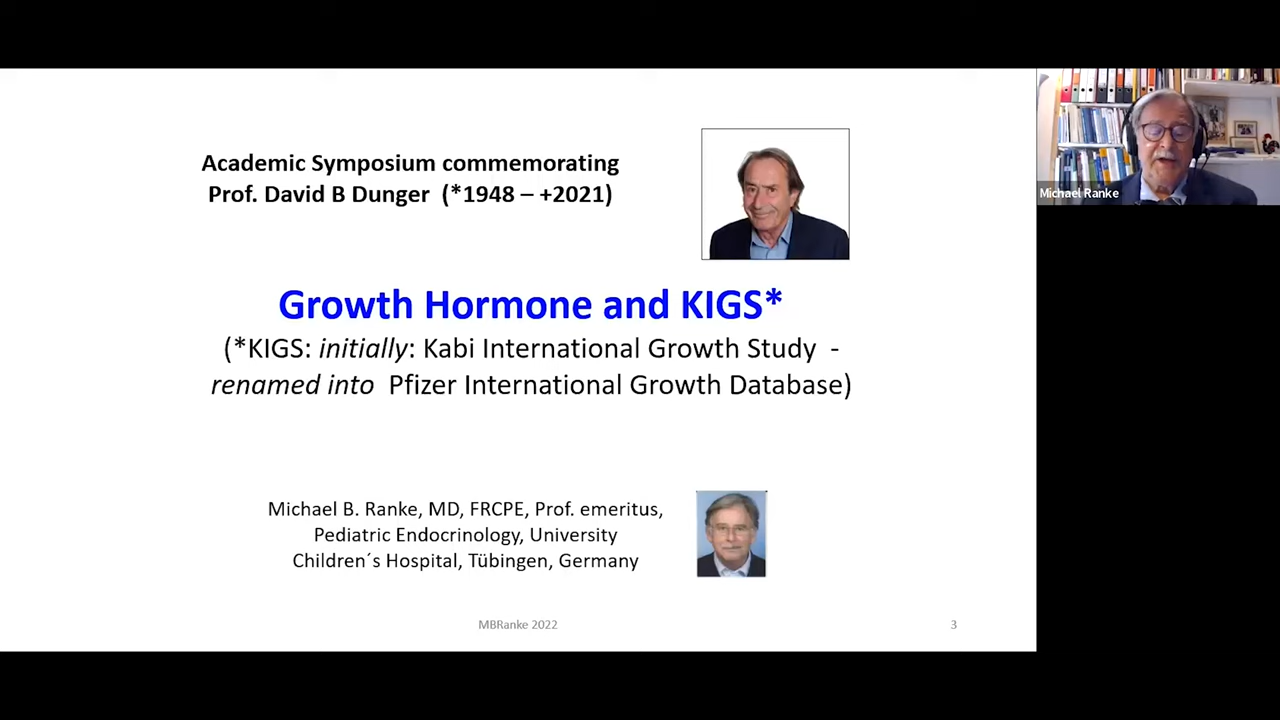 Academic Symposium commemorating
Prof. David B Dunger (*1948 – +2021)
Growth Hormone and KIGS*
(*KIGS: initially: Kabi International Growth Study -
renamed into Pfizer International Growth Database)
Michael B. Ranke, MD, FRCPE, Prof. emeritus,
Pediatric Endocrinology, University
Children´s Hospital, Tübingen, Germany
MBRanke 2022
3
Michael Ranke